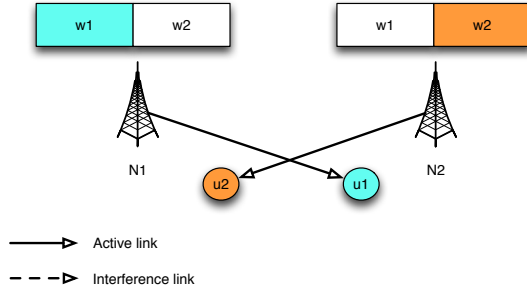 w1 w2 w1 w2
N1 N2
u2 u1
Active link
Interference link